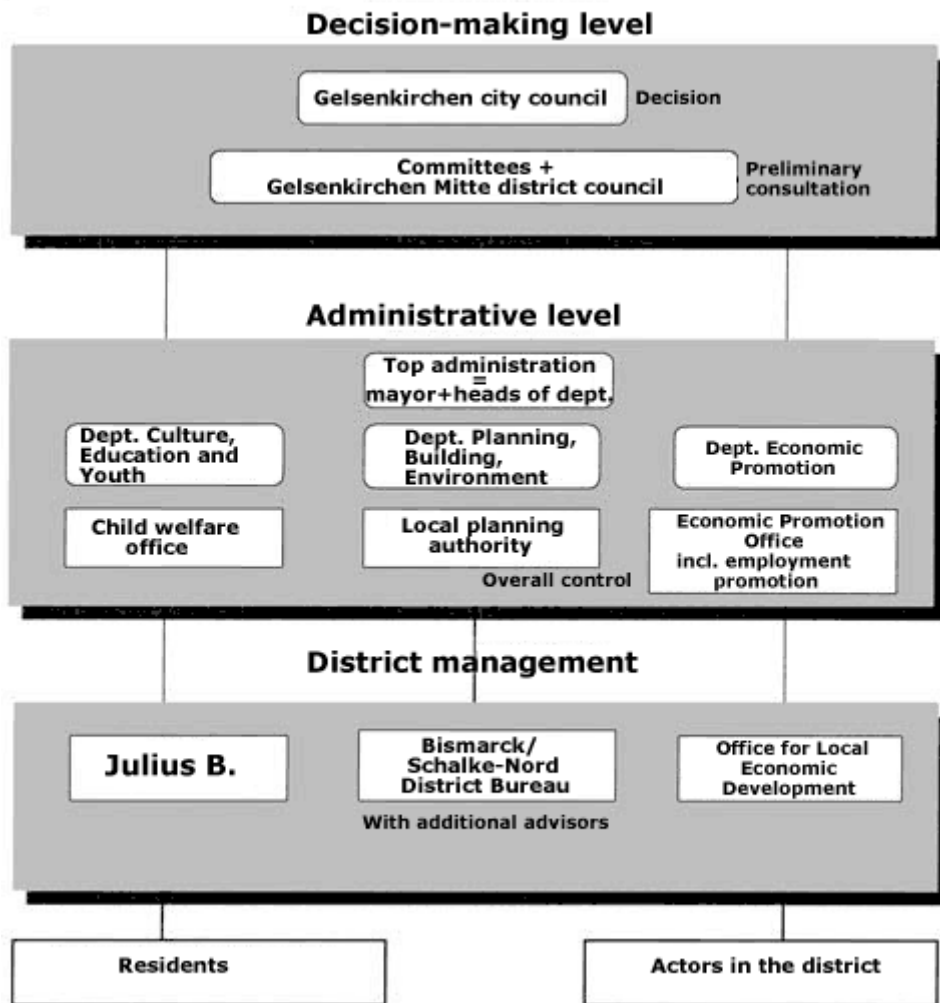 Decision-making level
Gelsenkirchen city council
Decision
Committees +
Gelsenkirchen Mitte district council
Preliminary
consultation
Administrative level
Top administration
=
mayor+heads of dept.
Dept. Culture,
Education and
Youth
Dept. Planning,
Building,
Environment
Dept. Economic
Promotion
Child welfare
office
Local planning
authority
Economic Promotion
Office
incl. employment
promotion
Overall control
District management
Julius B.
Bismarck/
Schalke-Nord
District Bureau
Office for Local
Economic
Development
With additional advisors
Residents
Actors in the district